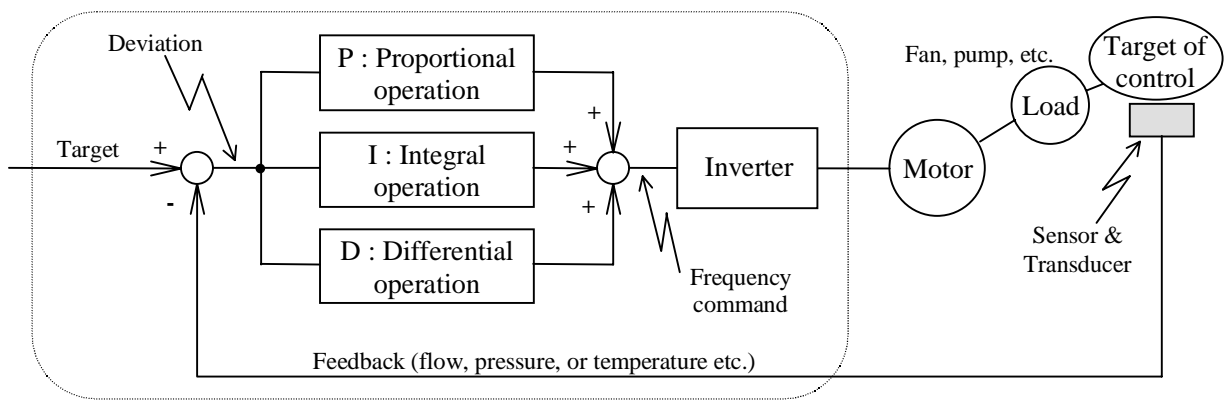 Deviation
P : Proportional
operation
Fan, pump, etc.
Target of
control
Load
+
Target
+
-
I : Integral
operation
+
+
Inverter
Motor
D : Differential
operation
Frequency
command
Sensor &
Transducer
Feedback (flow, pressure, or temperature etc.)